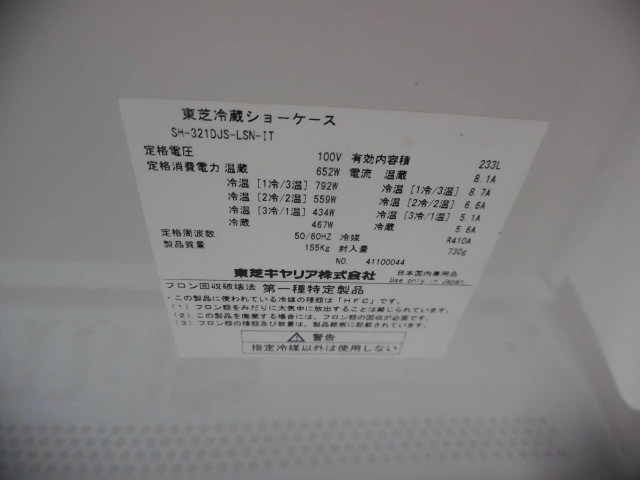 東芝冷蔵ショーケース
SH-321DJS-LSN-IT
定格電圧 100V 有効内容積 233L
定格消費電力 温蔵 652W 電流 温蔵 8.1A
冷温 [1冷/3温] 792W 冷温 [1冷/3温] 8.7A
冷温 [2冷/2温] 559W 冷温 [2冷/2温] 6.6A
冷温 [3冷/1温] 434W 冷温 [3冷/1温] 5.1A
冷蔵 467W 冷蔵 5.6A
定格周波数 50/60HZ 冷媒 R410A
製品質量 155Kg 封入量 730g
NO. 41100044
東芝キヤリア株式会社 日本国内専用品
Use only in Japan.
フロン回収破壊法 第一種特定製品
・この製品に使われている冷媒の種類は「HFC」です。
(1) フロン類をみだりに大気中に放出することは禁じられています。
(2) この製品を廃棄する場合には、フロン類の回収が必要です。
(3) フロン類の種類及び数量は、製品銘板に記載されています。
⚠ 警告
指定冷媒以外は使用しない